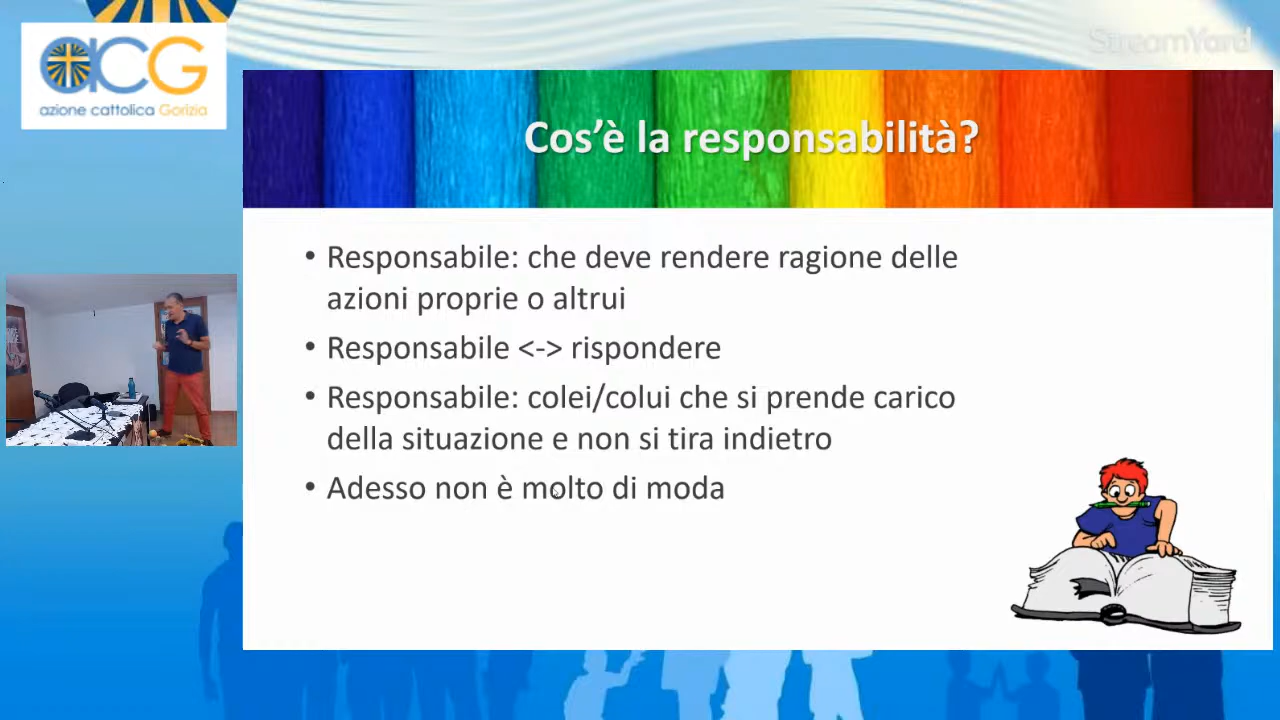 StreamYard
acG
azione cattolica Gorizia
Cos’è la responsabilità?
• Responsabile: che deve rendere ragione delle
azioni proprie o altrui
• Responsabile <-> rispondere
• Responsabile: colei/colui che si prende carico
della situazione e non si tira indietro
• Adesso non è molto di moda